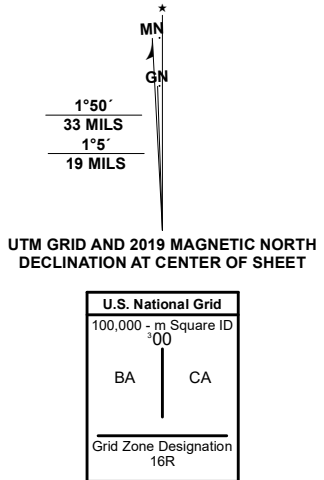 MN
GN
1°50´
33 MILS
1°5´
19 MILS
UTM GRID AND 2019 MAGNETIC NORTH
DECLINATION AT CENTER OF SHEET
U.S. National Grid
100,000 - m Square ID
³00
BA CA
Grid Zone Designation
16R